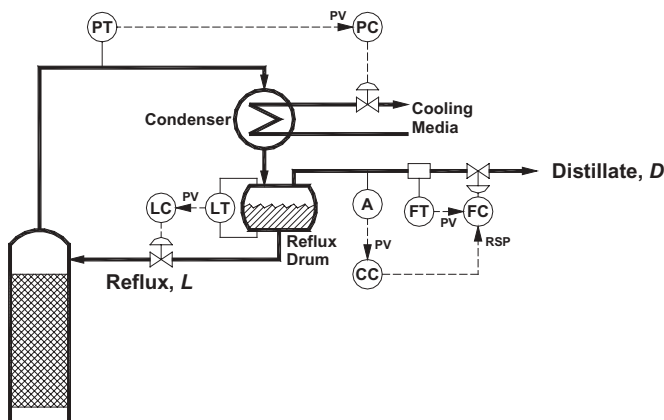 PT
PV
PC
Condenser
Cooling
Media
Distillate, D
LC
PV
LT
A
FT
PV
FC
Reflux
Drum
PV
RSP
CC
Reflux, L